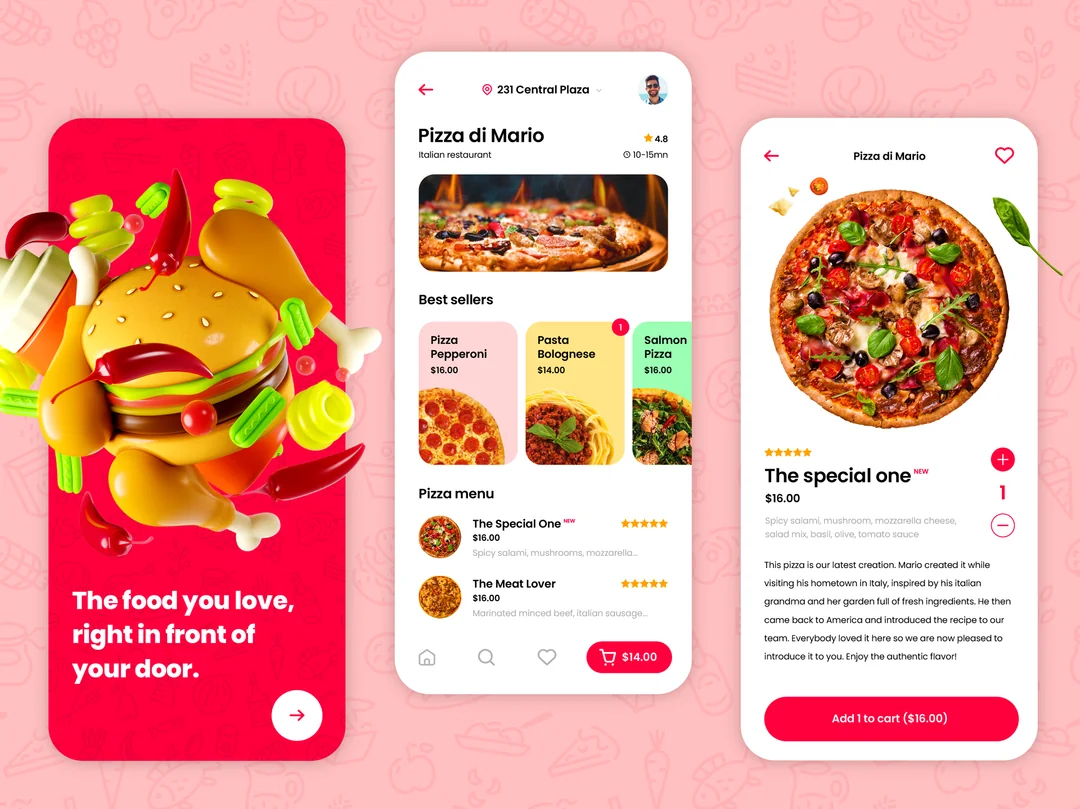 The food you love,
right in front of
your door.
231 Central Plaza
Pizza di Mario
4.8
Italian restaurant
10-15mn
Best sellers
Pizza
Pepperoni
$16.00
1
Pasta
Bolognese
$14.00
Salmon
Pizza
$16.00
Pizza menu
The Special One NEW
$16.00
Spicy salami, mushrooms, mozzarella...
The Meat Lover
$16.00
Marinated minced beef, italian sausage...
$14.00
Pizza di Mario
The special one NEW
$16.00
1
Spicy salami, mushroom, mozzarella cheese,
salad mix, basil, olive, tomato sauce
This pizza is our latest creation. Mario created it while
visiting his hometown in Italy, inspired by his italian
grandma and her garden full of fresh ingredients. He then
came back to America and introduced the recipe to our
team. Everybody loved it here so we are now pleased to
introduce it to you. Enjoy the authentic flavor!
Add 1 to cart ($16.00)